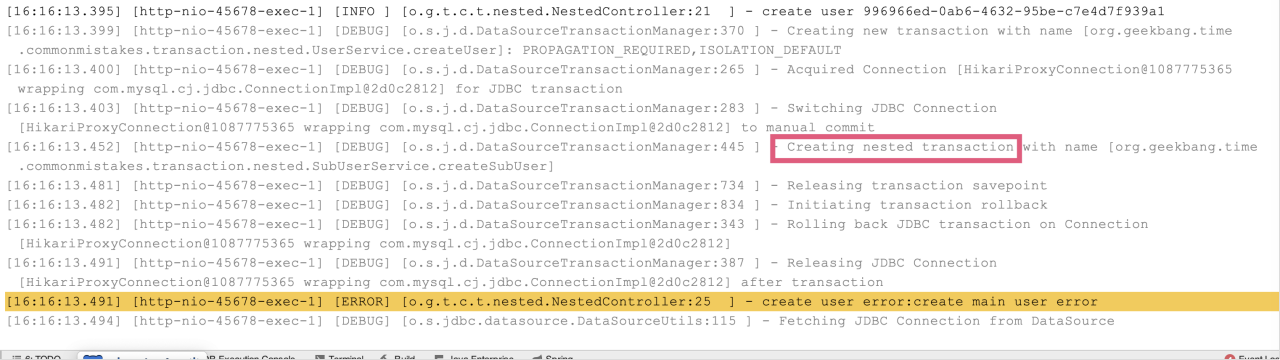 [16:16:13.395] [http-nio-45678-exec-1] [INFO ] [o.g.t.c.t.nested.NestedController:21  ] - create user 996966ed-0ab6-4632-95be-c7e4d7f939a1
[16:16:13.399] [http-nio-45678-exec-1] [DEBUG] [o.s.j.d.DataSourceTransactionManager:370 ] - Creating new transaction with name [org.geekbang.time
.commonmistakes.transaction.nested.UserService.createUser]: PROPAGATION_REQUIRED,ISOLATION_DEFAULT
[16:16:13.400] [http-nio-45678-exec-1] [DEBUG] [o.s.j.d.DataSourceTransactionManager:265 ] - Acquired Connection [HikariProxyConnection@1087775365
wrapping com.mysql.cj.jdbc.ConnectionImpl@2d0c2812] for JDBC transaction
[16:16:13.403] [http-nio-45678-exec-1] [DEBUG] [o.s.j.d.DataSourceTransactionManager:283 ] - Switching JDBC Connection
[HikariProxyConnection@1087775365 wrapping com.mysql.cj.jdbc.ConnectionImpl@2d0c2812] to manual commit
[16:16:13.452] [http-nio-45678-exec-1] [DEBUG] [o.s.j.d.DataSourceTransactionManager:445 ] - Creating nested transaction with name [org.geekbang.time
.commonmistakes.transaction.nested.SubUserService.createSubUser]
[16:16:13.481] [http-nio-45678-exec-1] [DEBUG] [o.s.j.d.DataSourceTransactionManager:734 ] - Releasing transaction savepoint
[16:16:13.482] [http-nio-45678-exec-1] [DEBUG] [o.s.j.d.DataSourceTransactionManager:834 ] - Initiating transaction rollback
[16:16:13.482] [http-nio-45678-exec-1] [DEBUG] [o.s.j.d.DataSourceTransactionManager:343 ] - Rolling back JDBC transaction on Connection
[HikariProxyConnection@1087775365 wrapping com.mysql.cj.jdbc.ConnectionImpl@2d0c2812]
[16:16:13.491] [http-nio-45678-exec-1] [DEBUG] [o.s.j.d.DataSourceTransactionManager:387 ] - Releasing JDBC Connection
[HikariProxyConnection@1087775365 wrapping com.mysql.cj.jdbc.ConnectionImpl@2d0c2812] after transaction
[16:16:13.491] [http-nio-45678-exec-1] [ERROR] [o.g.t.c.t.nested.NestedController:25  ] - create user error:create main user error
[16:16:13.494] [http-nio-45678-exec-1] [DEBUG] [o.s.jdbc.datasource.DataSourceUtils:115 ] - Fetching JDBC Connection from DataSource
6: TODO Execution Console Terminal Build Java Enterprise Spring Event